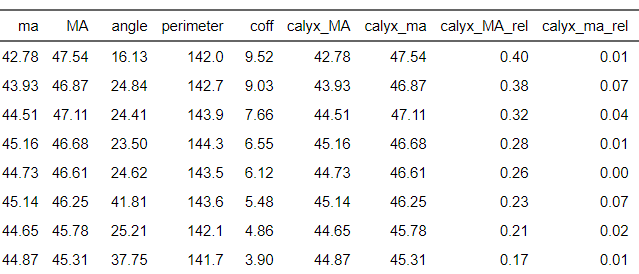 ma MA angle perimeter coff calyx_MA calyx_ma calyx_MA_rel calyx_ma_rel
42.78 47.54 16.13 142.0 9.52 42.78 47.54 0.40 0.01
43.93 46.87 24.84 142.7 9.03 43.93 46.87 0.38 0.07
44.51 47.11 24.41 143.9 7.66 44.51 47.11 0.32 0.04
45.16 46.68 23.50 144.3 6.55 45.16 46.68 0.28 0.01
44.73 46.61 24.62 143.5 6.12 44.73 46.61 0.26 0.00
45.14 46.25 41.81 143.6 5.48 45.14 46.25 0.23 0.07
44.65 45.78 25.21 142.1 4.86 44.65 45.78 0.21 0.02
44.87 45.31 37.75 141.7 3.90 44.87 45.31 0.17 0.01